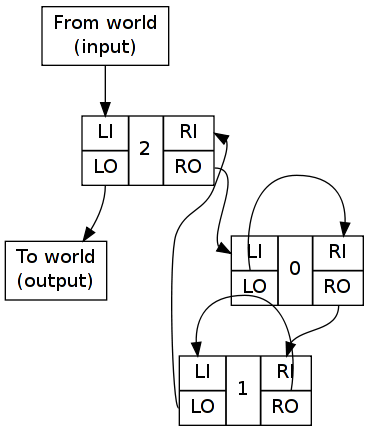 From world
(input)
LI
2
RI
LO
RO
To world
(output)
LI
0
RI
LO
RO
LI
1
RI
LO
RO